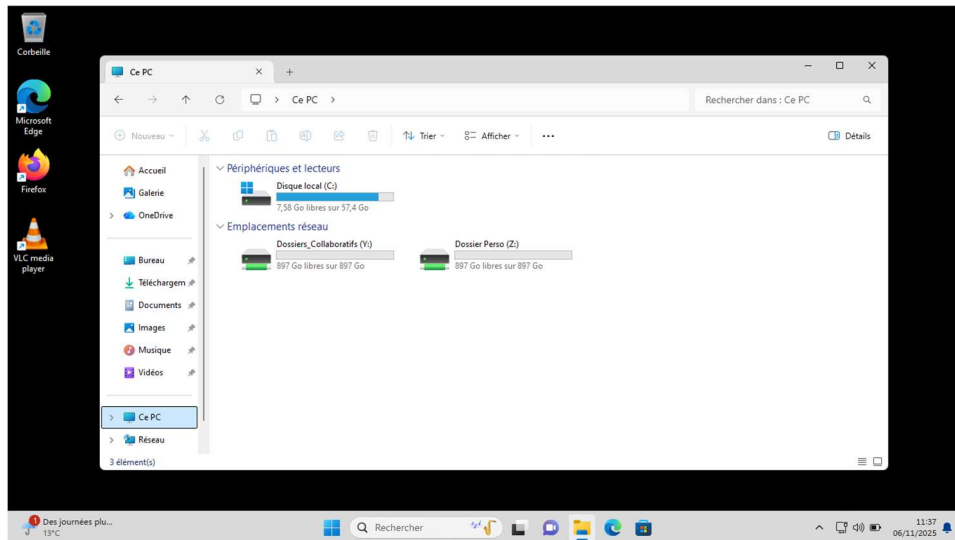 Corbeille
Microsoft
Edge
Firefox
VLC media
player
Ce PC
Ce PC
Rechercher dans : Ce PC
Nouveau
Trier
Afficher
Détails
Accueil
Galerie
OneDrive
Bureau
Téléchargem
Documents
Images
Musique
Vidéos
Ce PC
Réseau
Périphériques et lecteurs
Disque local (C:)
7,58 Go libres sur 57,4 Go
Emplacements réseau
Dossiers_Collaboratifs (Y:)
897 Go libres sur 897 Go
Dossier Perso (Z:)
897 Go libres sur 897 Go
3 élément(s)
1
Des journées plu...
13°C
Rechercher
11:37
06/11/2025